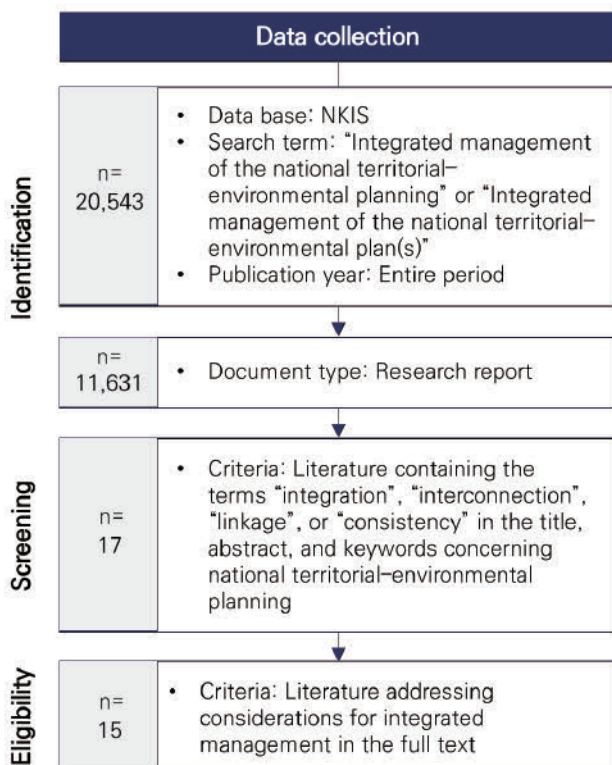 Data collection
Identification
n=
20,543
• Data base: NKIS
• Search term: “Integrated management
of the national territorial–
environmental planning” or “Integrated
management of the national territorial–
environmental plan(s)”
• Publication year: Entire period
n=
11,631
• Document type: Research report
Screening
n=
17
• Criteria: Literature containing the
terms “integration”, “interconnection”,
“linkage”, or “consistency” in the title,
abstract, and keywords concerning
national territorial–environmental
planning
Eligibility
n=
15
• Criteria: Literature addressing
considerations for integrated
management in the full text